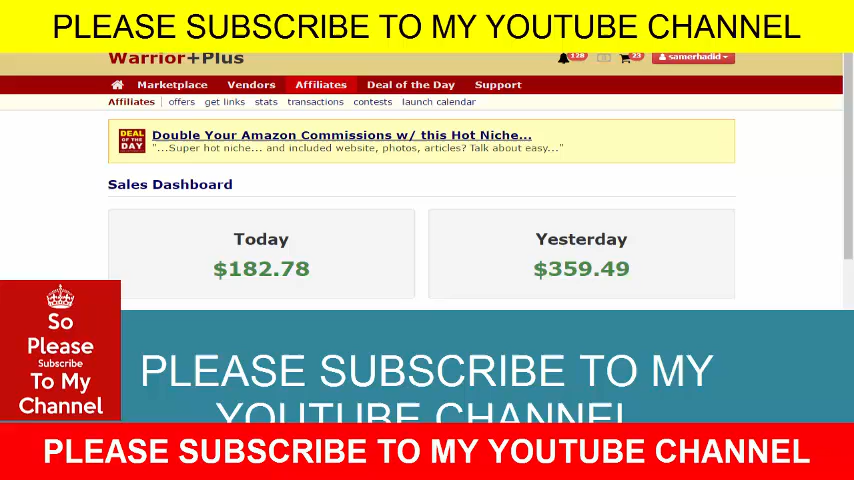 PLEASE SUBSCRIBE TO MY YOUTUBE CHANNEL
Warrior+Plus
128
23
samerhadid
Marketplace Vendors Affiliates Deal of the Day Support
Affiliates offers get links stats transactions contests launch calendar
DEAL
OF THE
DAY
Double Your Amazon Commissions w/ this Hot Niche...
"...Super hot niche... and included website, photos, articles? Talk about easy..."
Sales Dashboard
Today
$182.78
Yesterday
$359.49
So
Please
Subscribe
To My
Channel
PLEASE SUBSCRIBE TO MY
YOUTUBE CHANNEL
PLEASE SUBSCRIBE TO MY YOUTUBE CHANNEL